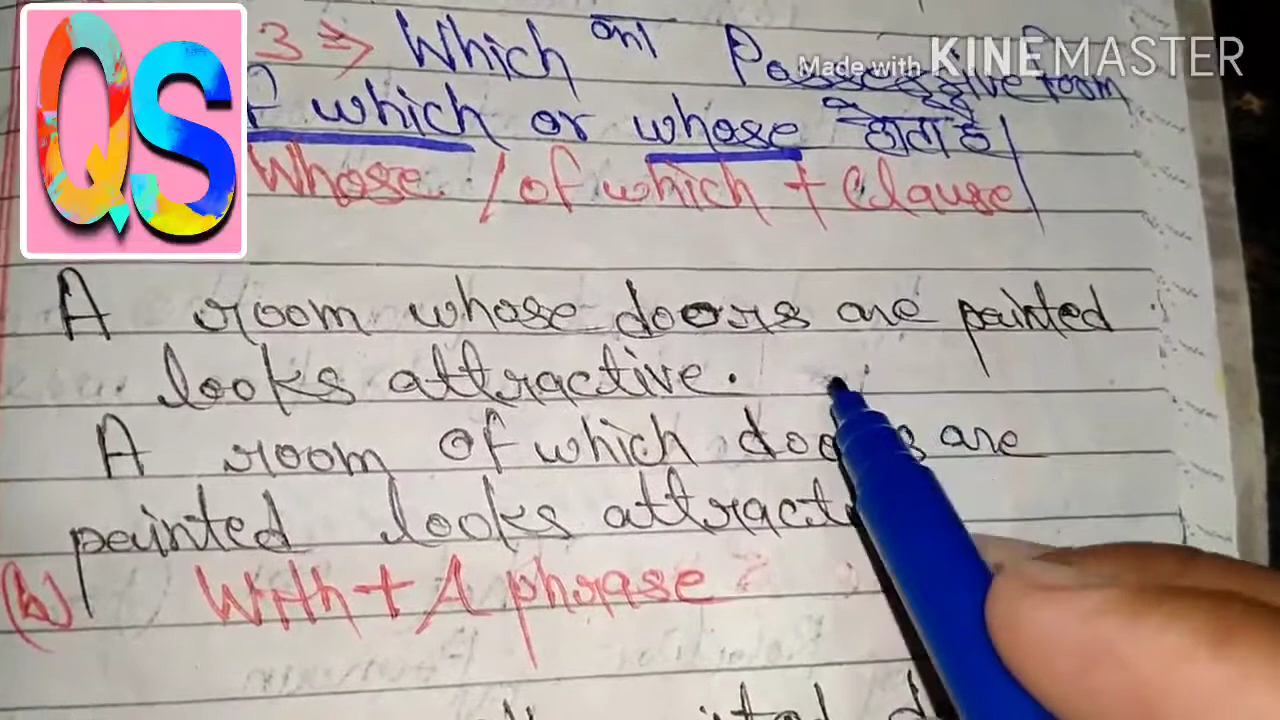 QS
Made with KINEMASTER
3 ⇒ Which का Possessive Form
of which or whose होता है।
Whose / of which + Clause
A room whose doors are painted
looks attractive.
A room of which doors are
painted looks
(b) With + A phrase